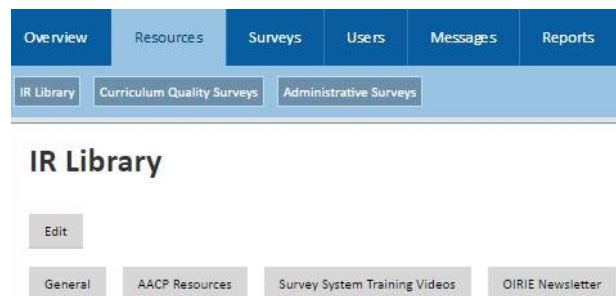 Overview Resources Surveys Users Messages Reports
IR Library Curriculum Quality Surveys Administrative Surveys
IR Library
Edit
General AACP Resources Survey System Training Videos OIRIE Newsletter